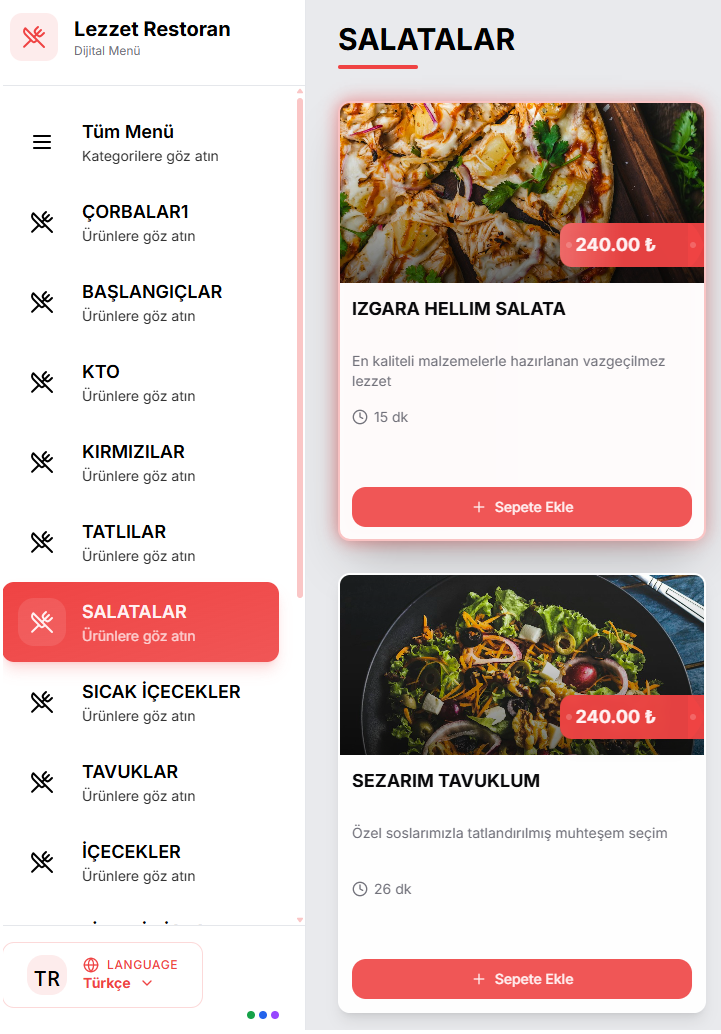 Lezzet Restoran
Dijital Menü
Tüm Menü
Kategorilere göz atın
ÇORBALAR1
Ürünlere göz atın
BAŞLANGIÇLAR
Ürünlere göz atın
KTO
Ürünlere göz atın
KIRMIZILAR
Ürünlere göz atın
TATLILAR
Ürünlere göz atın
SALATALAR
Ürünlere göz atın
SICAK İÇECEKLER
Ürünlere göz atın
TAVUKLAR
Ürünlere göz atın
İÇECEKLER
Ürünlere göz atın
TR
LANGUAGE
Türkçe
SALATALAR
240.00 ₺
IZGARA HELLIM SALATA
En kaliteli malzemelerle hazırlanan vazgeçilmez
lezzet
15 dk
Sepete Ekle
240.00 ₺
SEZARIM TAVUKLUM
Özel soslarımızla tatlandırılmış muhteşem seçim
26 dk
Sepete Ekle